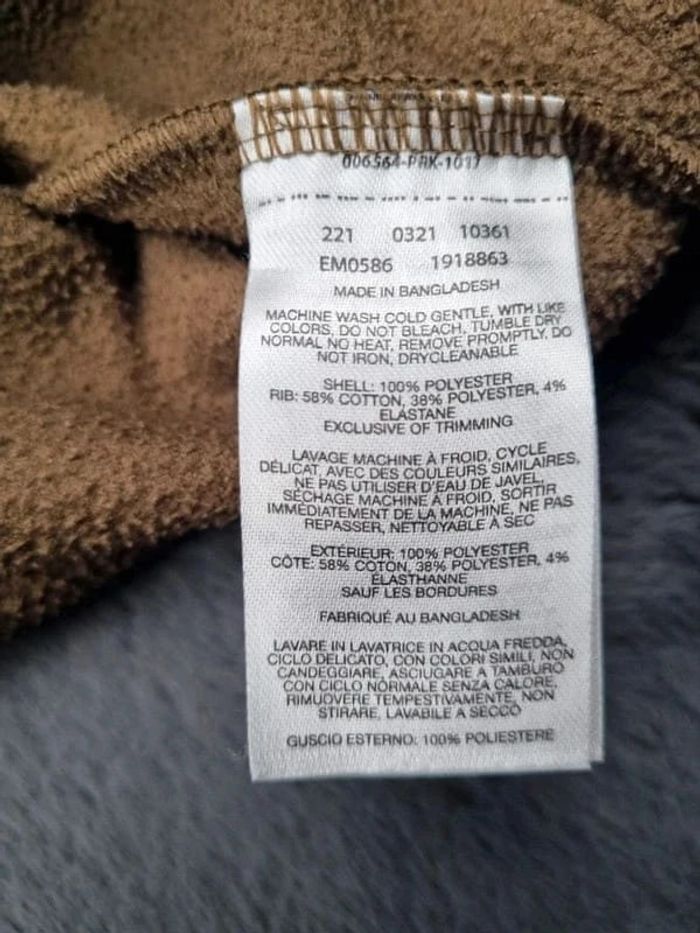 006564-PRK-1017
221 0321 10361
EM0586 1918863
MADE IN BANGLADESH
MACHINE WASH COLD GENTLE, WITH LIKE
COLORS, DO NOT BLEACH, TUMBLE DRY
NORMAL NO HEAT, REMOVE PROMPTLY, DO
NOT IRON, DRYCLEANABLE
SHELL: 100% POLYESTER
RIB: 58% COTTON, 38% POLYESTER, 4%
ELASTANE
EXCLUSIVE OF TRIMMING
LAVAGE MACHINE À FROID, CYCLE
DÉLICAT, AVEC DES COULEURS SIMILAIRES,
NE PAS UTILISER D'EAU DE JAVEL,
SÉCHAGE MACHINE À FROID, SORTIR
IMMÉDIATEMENT DE LA MACHINE, NE PAS
REPASSER, NETTOYABLE À SEC
EXTÉRIEUR: 100% POLYESTER
CÔTE: 58% COTON, 38% POLYESTER, 4%
ÉLASTHANNE
SAUF LES BORDURES
FABRIQUÉ AU BANGLADESH
LAVARE IN LAVATRICE IN ACQUA FREDDA,
CICLO DELICATO, CON COLORI SIMILI, NON
CANDEGGIARE, ASCIUGARE A TAMBURO
CON CICLO NORMALE SENZA CALORE,
RIMUOVERE TEMPESTIVAMENTE, NON
STIRARE, LAVABILE A SECCO
GUSCIO ESTERNO: 100% POLIESTERE